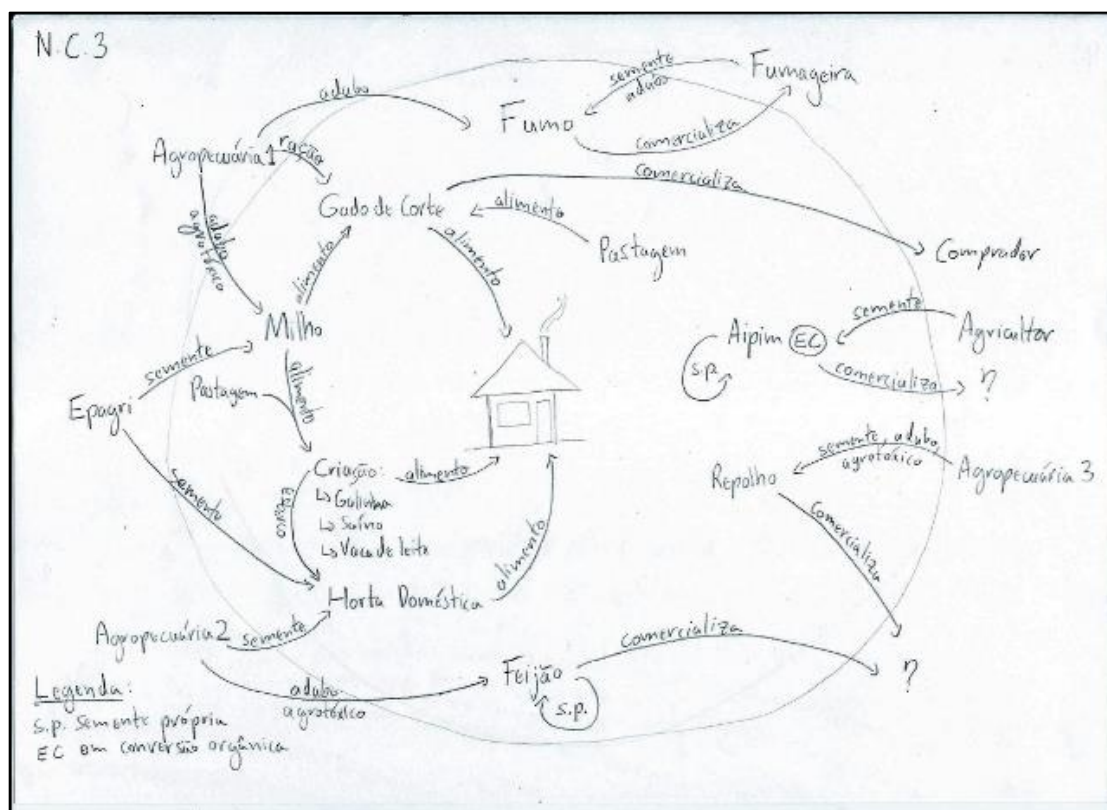 N.C.3
Fumageira
semente
adubo
adubo
Fumo
comercializa
Agropecuária 1
ração
comercializa
Gado de Corte
alimento
adubo
agrotóxico
Pastagem
Comprador
alimento
alimento
Milho
semente
Aipim EC
Agricultor
s.p.
comercializa
?
semente
Pastagem
alimento
Epagri
semente, adubo,
agrotóxico
Criação:
alimento
Repolho
Agropecuária 3
↳ Galinha
esterco
↳ Suíno
↳ Vaca de leite
semente
comercializa
alimento
Horta Doméstica
Agropecuária 2
semente
comercializa
Feijão
?
adubo
agrotóxico
s.p.
Legenda:
s.p. semente própria
EC em conversão orgânica